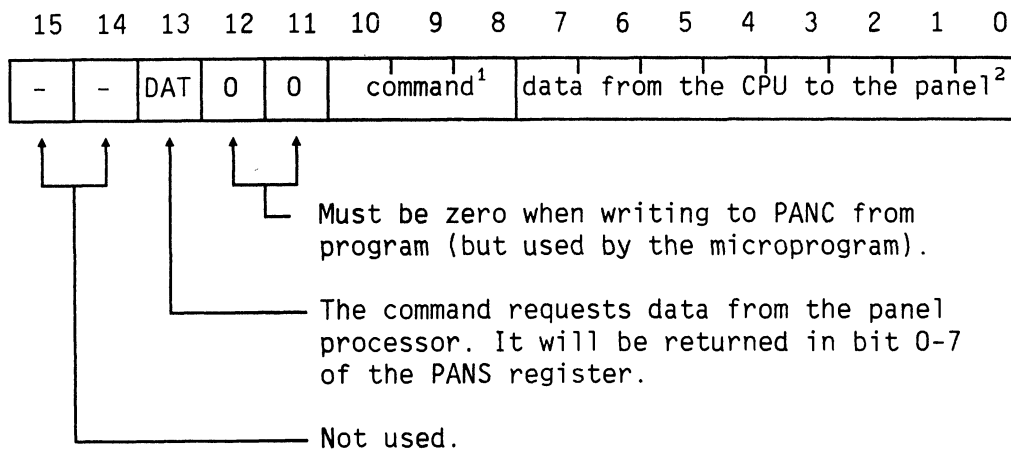 15 14 13 12 11 10 9 8 7 6 5 4 3 2 1 0
- - DAT 0 0 command¹ data from the CPU to the panel²
Must be zero when writing to PANC from
program (but used by the microprogram).
The command requests data from the panel
processor. It will be returned in bit 0-7
of the PANS register.
Not used.